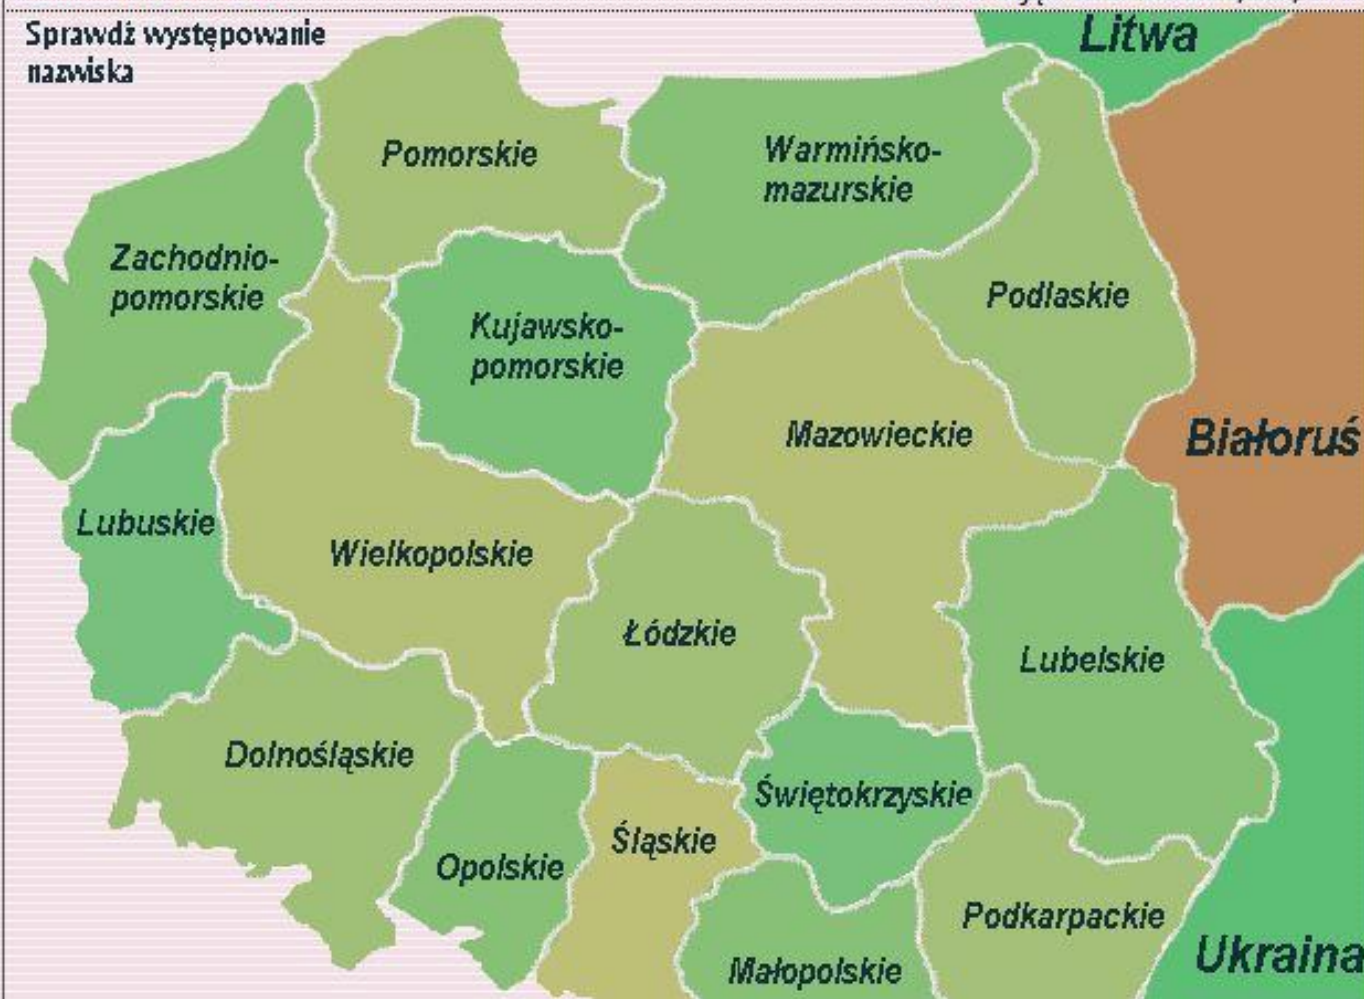 Sprawdź występowanie
nazwiska
Litwa
Pomorskie
Warmińsko-
mazurskie
Zachodnio-
pomorskie
Podlaskie
Kujawsko-
pomorskie
Mazowieckie
Białoruś
Lubuskie
Wielkopolskie
Łódzkie
Lubelskie
Dolnośląskie
Świętokrzyskie
Śląskie
Opolskie
Podkarpackie
Ukraina
Małopolskie